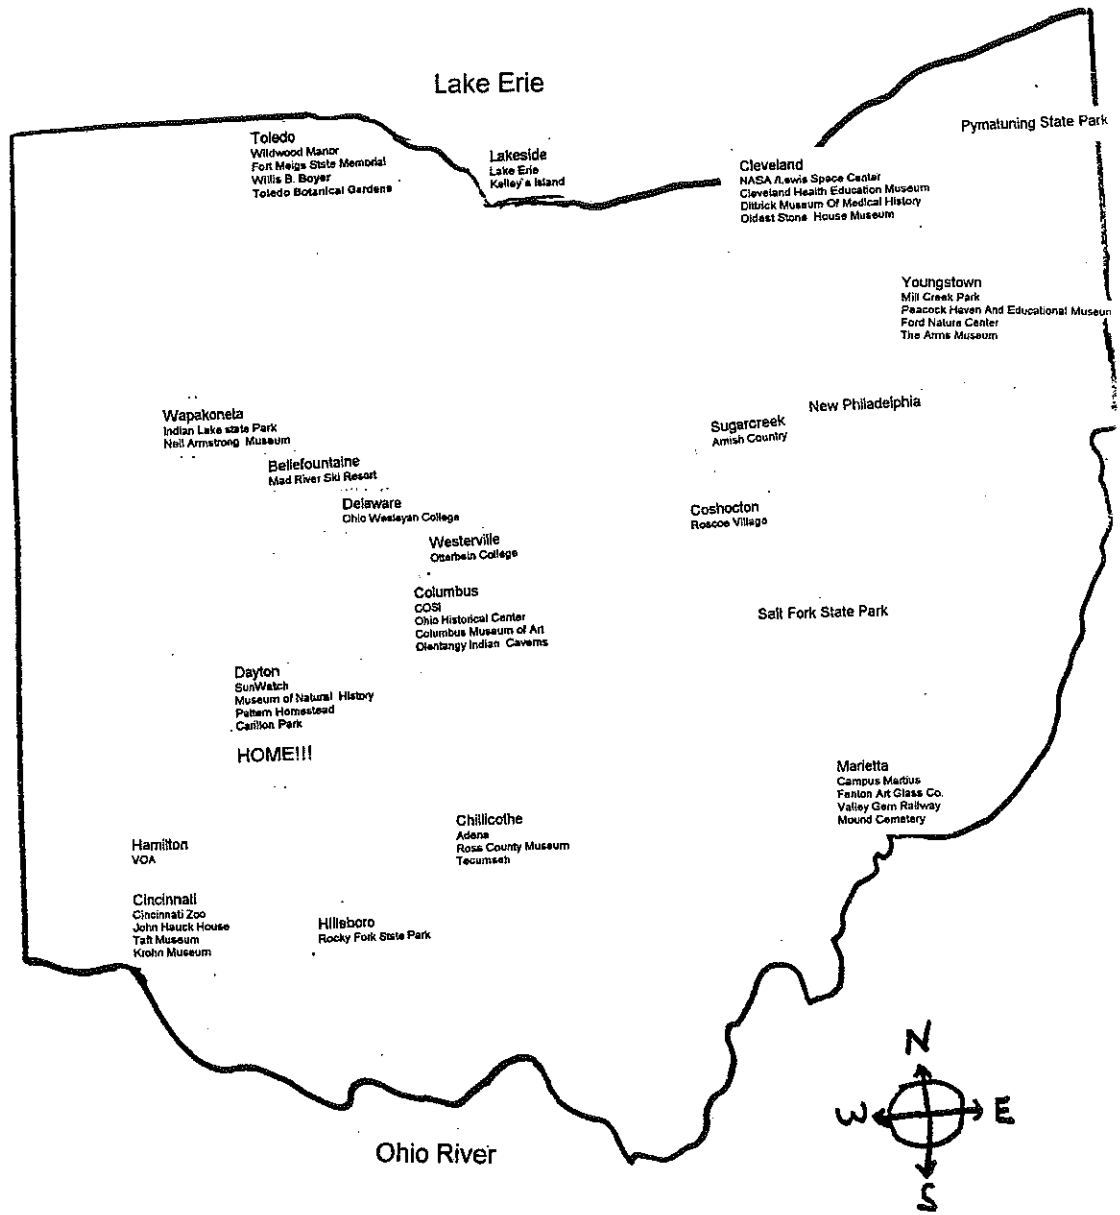 Lake Erie
Pymatuning State Park
Toledo
Wildwood Manor
Fort Meigs State Memorial
Willis B. Boyer
Toledo Botanical Gardens
Lakeside
Lake Erie
Kelley's Island
Cleveland
NASA /Lewis Space Center
Cleveland Health Education Museum
Dittrick Museum Of Medical History
Oldest Stone House Museum
Youngstown
Mill Creek Park
Peacock Haven And Educational Museum
Ford Nature Center
The Arms Museum
Wapakoneta
Indian Lake state Park
Neil Armstrong Museum
New Philadelphia
Sugarcreek
Amish Country
Bellefountaine
Mad River Ski Resort
Delaware
Ohio Wesleyan College
Coshocton
Roscoe Village
Westerville
Otterbein College
Columbus
COSI
Ohio Historical Center
Columbus Museum of Art
Olentangy Indian Caverns
Salt Fork State Park
Dayton
SunWatch
Museum of Natural History
Pattern Homestead
Carillon Park
HOME!!!
Marietta
Campus Martius
Fenton Art Glass Co.
Valley Gem Railway
Mound Cemetery
Chillicothe
Adena
Ross County Museum
Tecumseh
Hamilton
VOA
Cincinnati
Cincinnati Zoo
John Hauck House
Taft Museum
Krohn Museum
Hillsboro
Rocky Fork State Park
Ohio River
N
W E
S